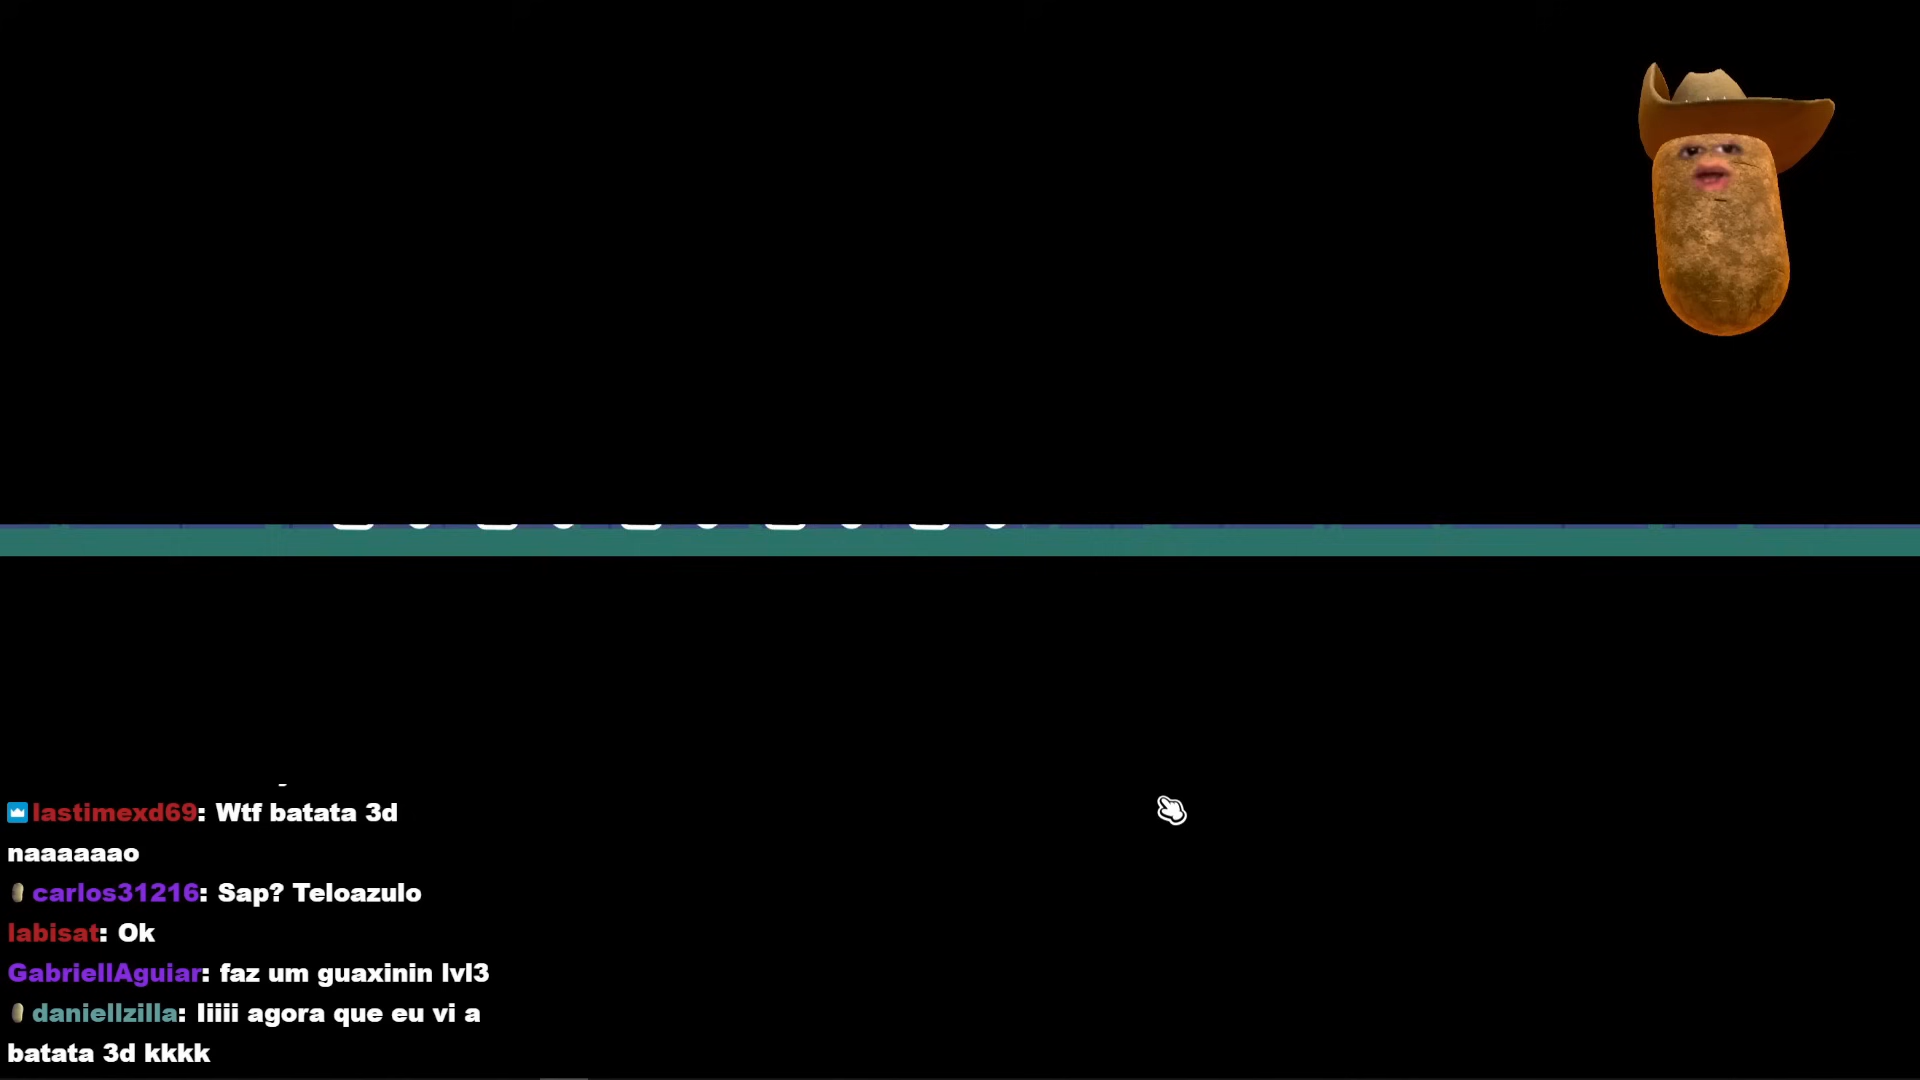 lastimexd69: Wtf batata 3d
naaaaaao
carlos31216: Sap? Teloazulo
labisat: Ok
GabriellAguiar: faz um guaxinin lvl3
daniellzilla: Iiiii agora que eu vi a
batata 3d kkkk